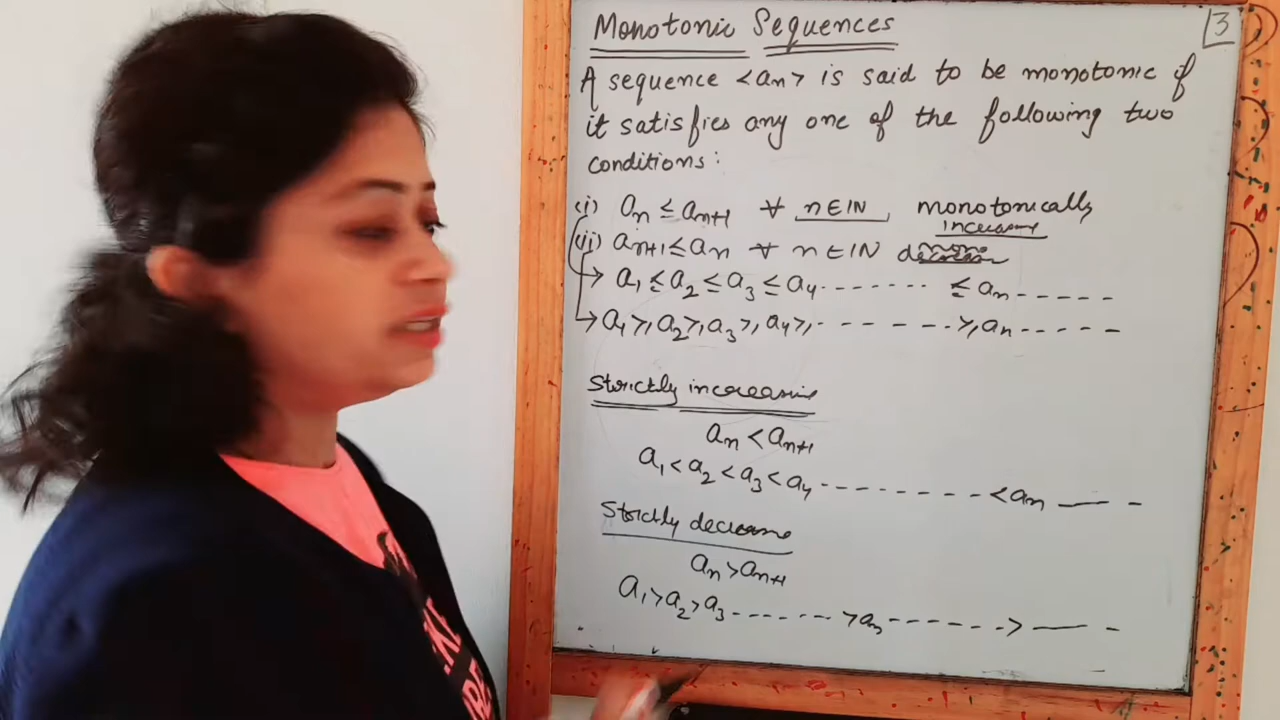 Monotonic Sequences
3
A sequence <an> is said to be monotonic if
it satisfies any one of the following two
conditions:
(i) an ≤ an+1 ∀ n∈IN monotonically
increasing
(ii) an+1 ≤ an ∀ n∈IN
a1 ≤ a2 ≤ a3 ≤ a4 ------- ≤ an -----
a1 ≥ a2 ≥ a3 ≥ a4 ≥ ------- ≥ an -----
Strictly increasing
an < an+1
a1 < a2 < a3 < a4 --------- < an —— -
Strictly decreasing
an > an+1
a1 > a2 > a3 ------- > an ------ > —— -